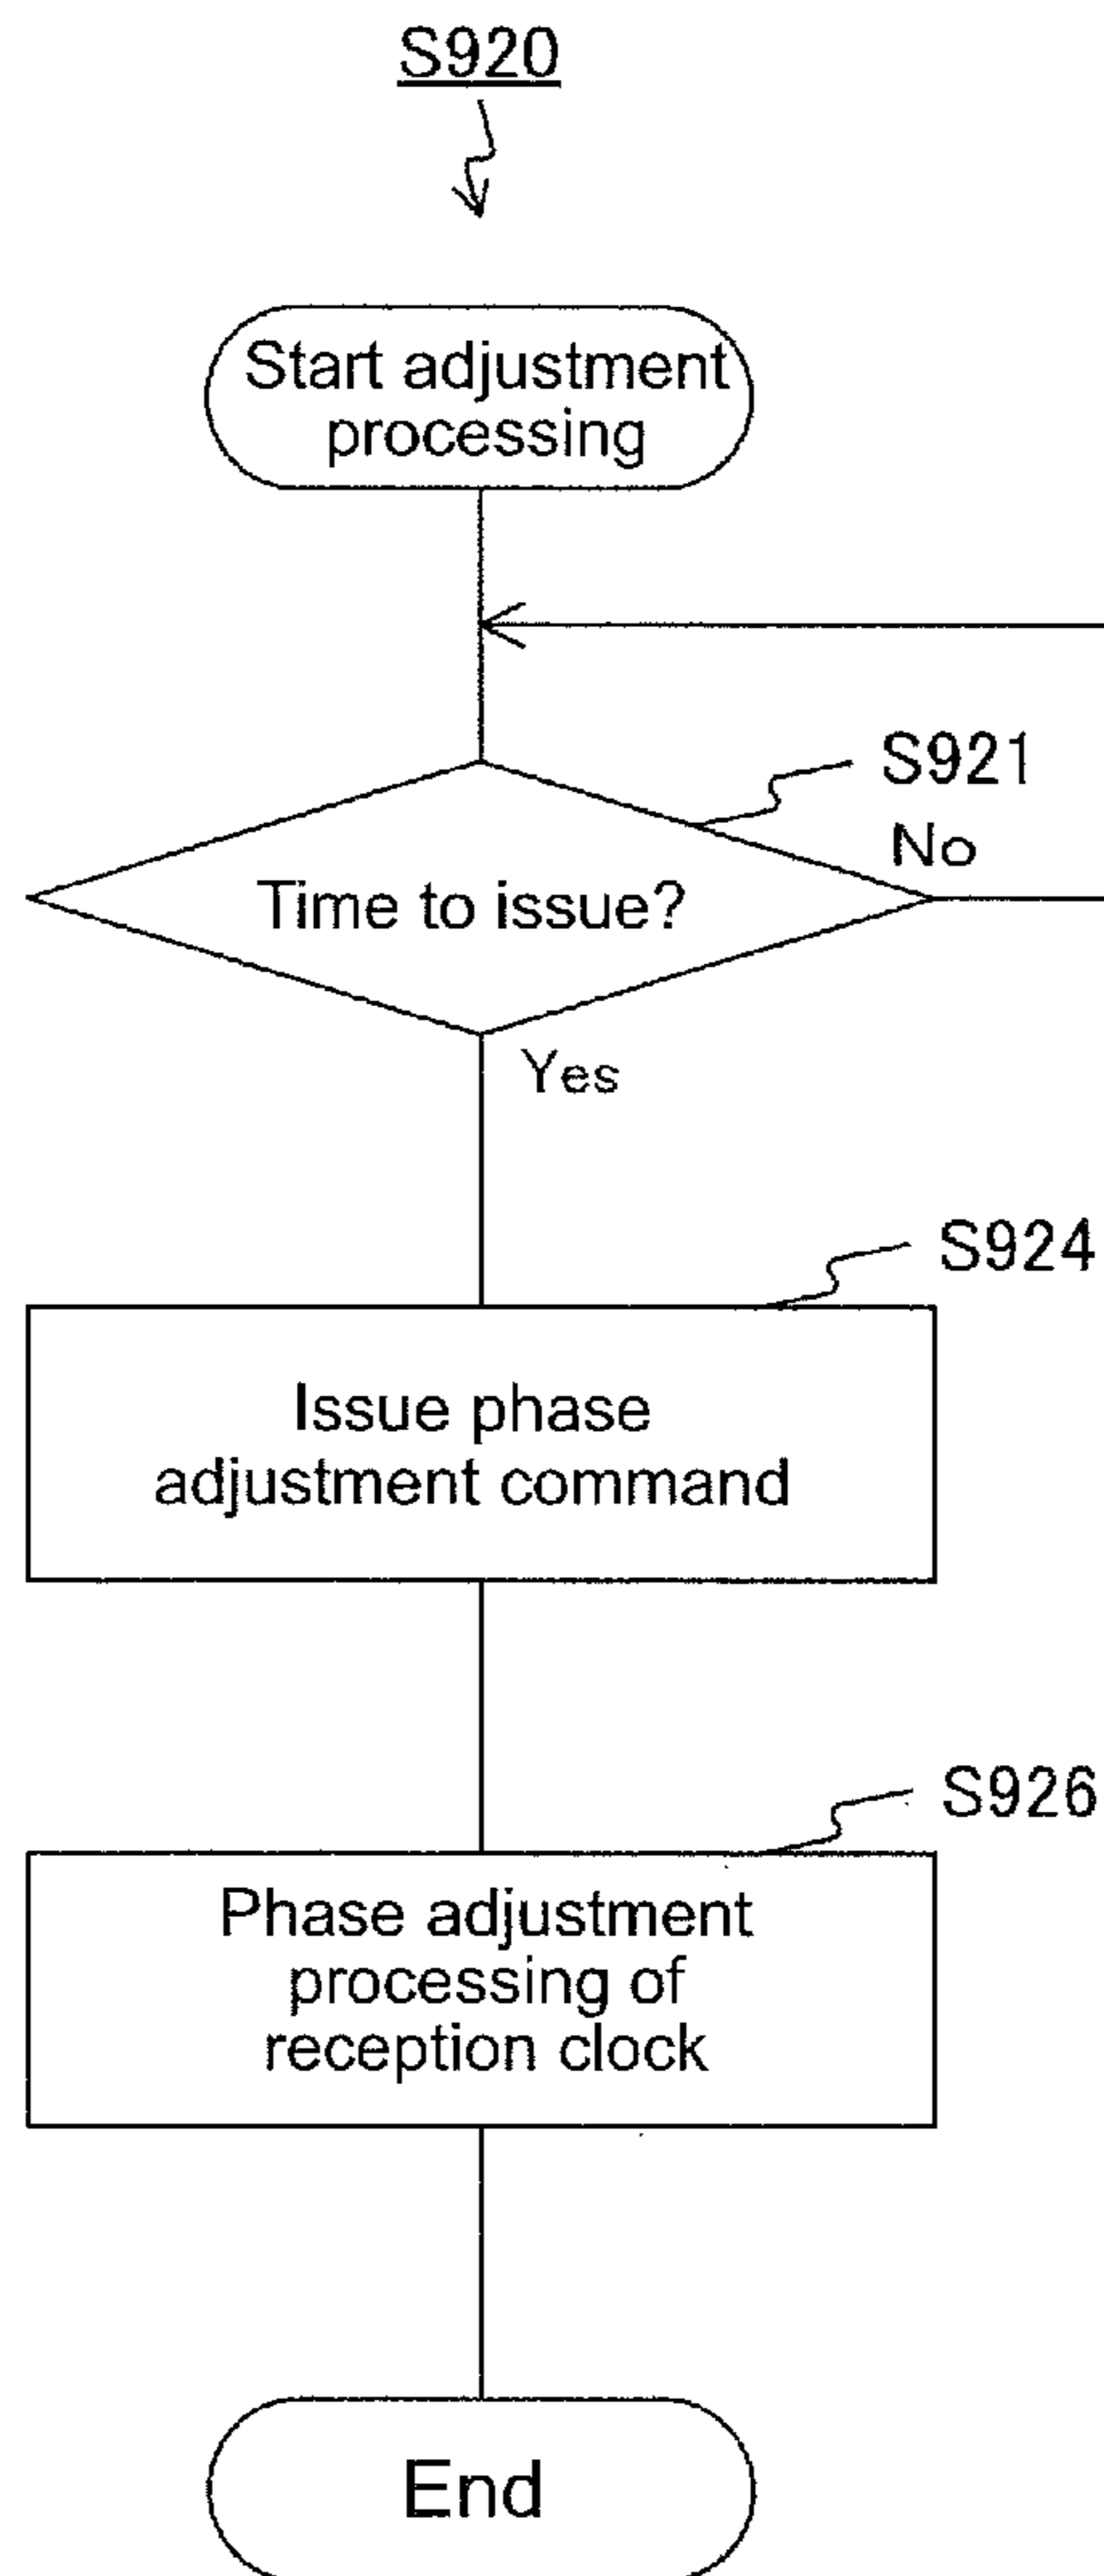 S920
Start adjustment
processing
S921
No
Time to issue?
Yes
S924
Issue phase
adjustment command
S926
Phase adjustment
processing of
reception clock
End